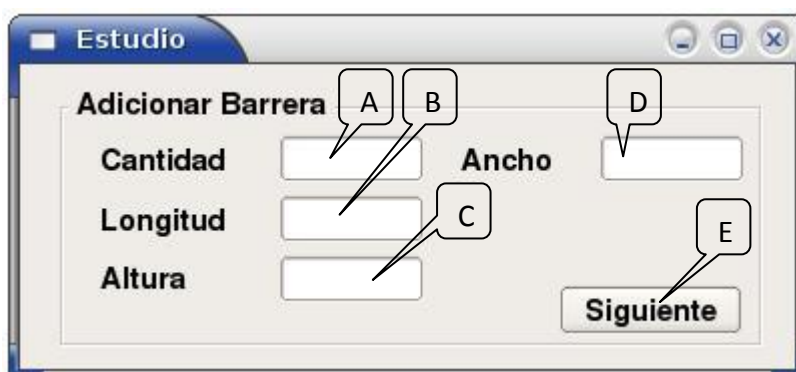 Estudio
Adicionar Barrera A B D
Cantidad Ancho
Longitud C
E
Altura
Siguiente